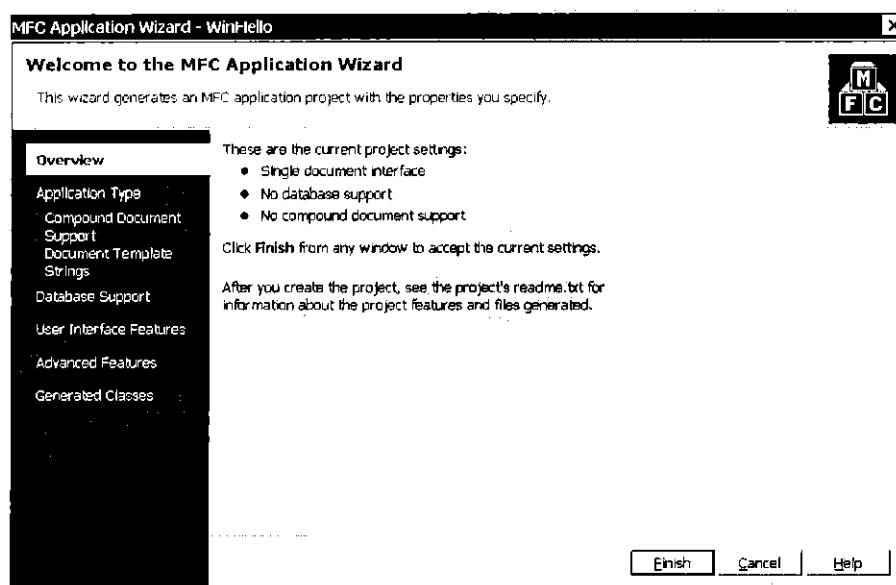 MFC Application Wizard - WinHello
Welcome to the MFC Application Wizard
This wizard generates an MFC application project with the properties you specify.
M
F C
Overview
Application Type
Compound Document
Support
Document Template
Strings
Database Support
User Interface Features
Advanced Features
Generated Classes
These are the current project settings:
Single document interface
No database support
No compound document support
Click Finish from any window to accept the current settings.
After you create the project, see the project's readme.txt for
information about the project features and files generated.
Finish Cancel Help